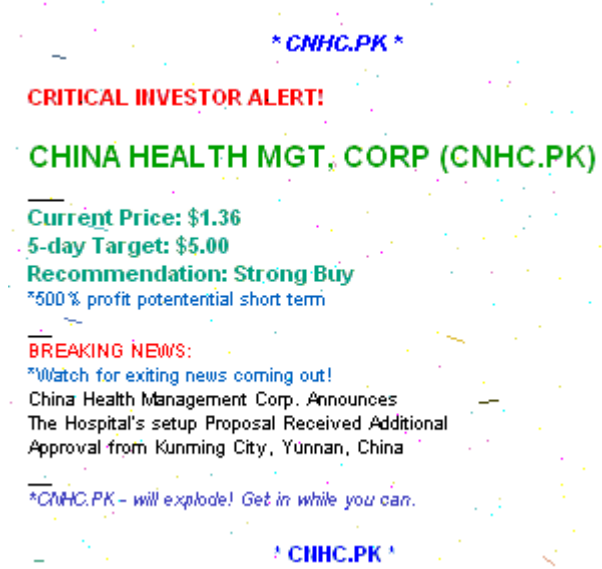 * CNHC.PK *
CRITICAL INVESTOR ALERT!
CHINA HEALTH MGT, CORP (CNHC.PK)
Current Price: $1.36
5-day Target: $5.00
Recommendation: Strong Buy
*500% profit potentential short term
BREAKING NEWS:
*Watch for exiting news coming out!
China Health Management Corp. Announces
The Hospital's setup Proposal Received Additional
Approval from Kunming City, Yunnan, China
*CNHC.PK - will explode! Get in while you can.
* CNHC.PK *